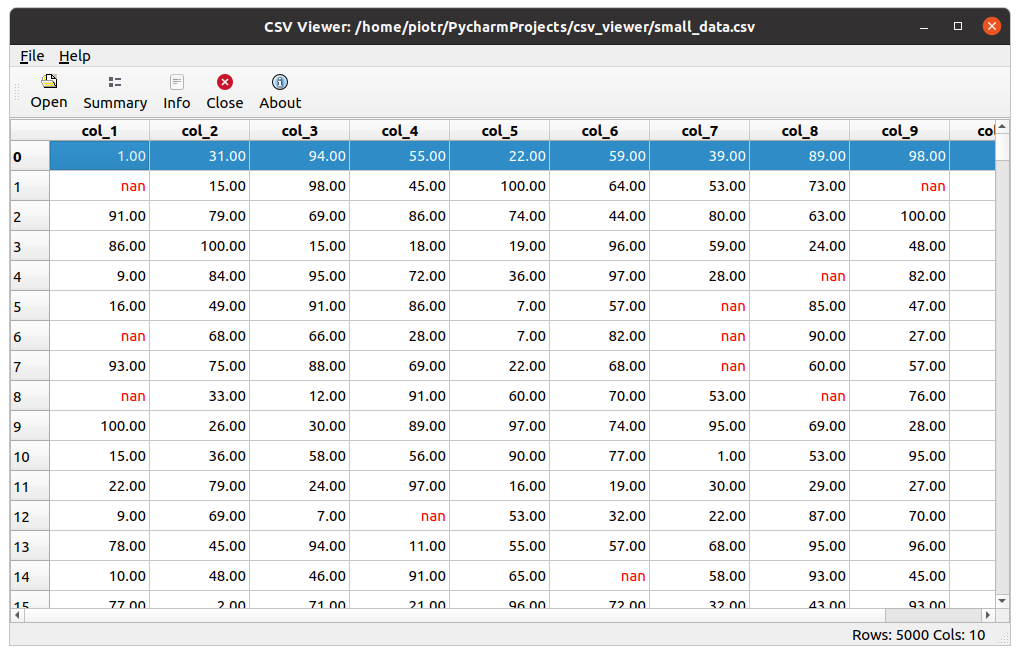 CSV Viewer: /home/piotr/PycharmProjects/csv_viewer/small_data.csv
File Help
Open Summary Info Close About
col_1 col_2 col_3 col_4 col_5 col_6 col_7 col_8 col_9
0 1.00 31.00 94.00 55.00 22.00 59.00 39.00 89.00 98.00
1 nan 15.00 98.00 45.00 100.00 64.00 53.00 73.00 nan
2 91.00 79.00 69.00 86.00 74.00 44.00 80.00 63.00 100.00
3 86.00 100.00 15.00 18.00 19.00 96.00 59.00 24.00 48.00
4 9.00 84.00 95.00 72.00 36.00 97.00 28.00 nan 82.00
5 16.00 49.00 91.00 86.00 7.00 57.00 nan 85.00 47.00
6 nan 68.00 66.00 28.00 7.00 82.00 nan 90.00 27.00
7 93.00 75.00 88.00 69.00 22.00 68.00 nan 60.00 57.00
8 nan 33.00 12.00 91.00 60.00 70.00 53.00 nan 76.00
9 100.00 26.00 30.00 89.00 97.00 74.00 95.00 69.00 28.00
10 15.00 36.00 58.00 56.00 90.00 77.00 1.00 53.00 95.00
11 22.00 79.00 24.00 97.00 16.00 19.00 30.00 29.00 27.00
12 9.00 69.00 7.00 nan 53.00 32.00 22.00 87.00 70.00
13 78.00 45.00 94.00 11.00 55.00 57.00 68.00 95.00 96.00
14 10.00 48.00 46.00 91.00 65.00 nan 58.00 93.00 45.00
15 77.00 2.00 71.00 21.00 96.00 72.00 32.00 43.00 93.00
Rows: 5000 Cols: 10